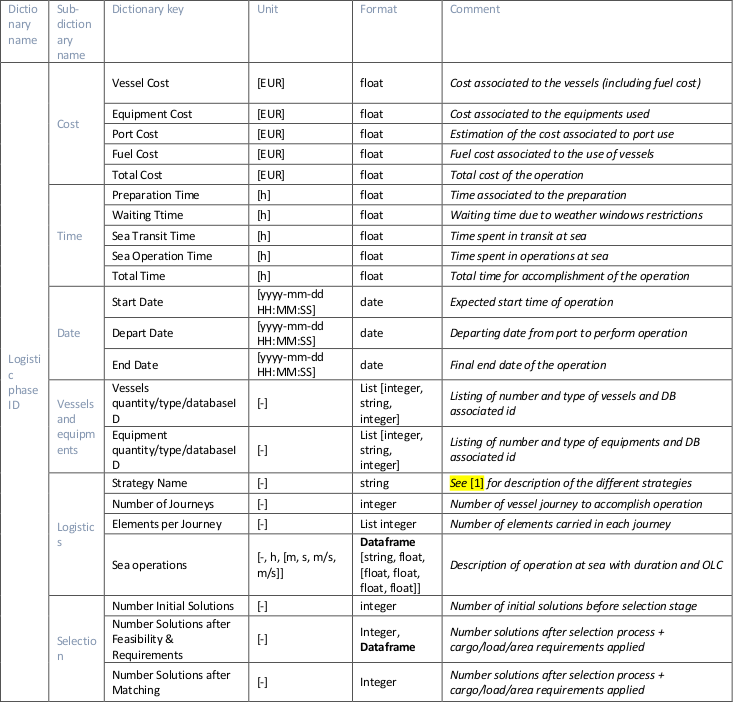 Dictio nary name | Sub- diction ary name | Dictionary key | Unit | Format | Comment
Logisti c phase ID
Cost
Vessel Cost | [EUR] | float | Cost associated to the vessels (including fuel cost)
Equipment Cost | [EUR] | float | Cost associated to the equipments used
Port Cost | [EUR] | float | Estimation of the cost associated to port use
Fuel Cost | [EUR] | float | Fuel cost associated to the use of vessels
Total Cost | [EUR] | float | Total cost of the operation
Time
Preparation Time | [h] | float | Time associated to the preparation
Waiting Ttime | [h] | float | Waiting time due to weather windows restrictions
Sea Transit Time | [h] | float | Time spent in transit at sea
Sea Operation Time | [h] | float | Time spent in operations at sea
Total Time | [h] | float | Total time for accomplishment of the operation
Date
Start Date | [yyyy-mm-dd HH:MM:SS] | date | Expected start time of operation
Depart Date | [yyyy-mm-dd HH:MM:SS] | date | Departing date from port to perform operation
End Date | [yyyy-mm-dd HH:MM:SS] | date | Final end date of the operation
Vessels and equipm ents
Vessels quantity/type/databaseI D | [-] | List [integer, string, integer] | Listing of number and type of vessels and DB associated id
Equipment quantity/type/databaseI D | [-] | List [integer, string, integer] | Listing of number and type of equipments and DB associated id
Logistic s
Strategy Name | [-] | string | See [1] for description of the different strategies
Number of Journeys | [-] | integer | Number of vessel journey to accomplish operation
Elements per Journey | [-] | List integer | Number of elements carried in each journey
Sea operations | [-, h, [m, s, m/s, m/s]] | Dataframe [string, float, [float, float, float, float]] | Description of operation at sea with duration and OLC
Selectio n
Number Initial Solutions | [-] | integer | Number of initial solutions before selection stage
Number Solutions after Feasibility & Requirements | [-] | Integer, Dataframe | Number solutions after selection process + cargo/load/area requirements applied
Number Solutions after Matching | [-] | Integer | Number solutions after selection process + cargo/load/area requirements applied